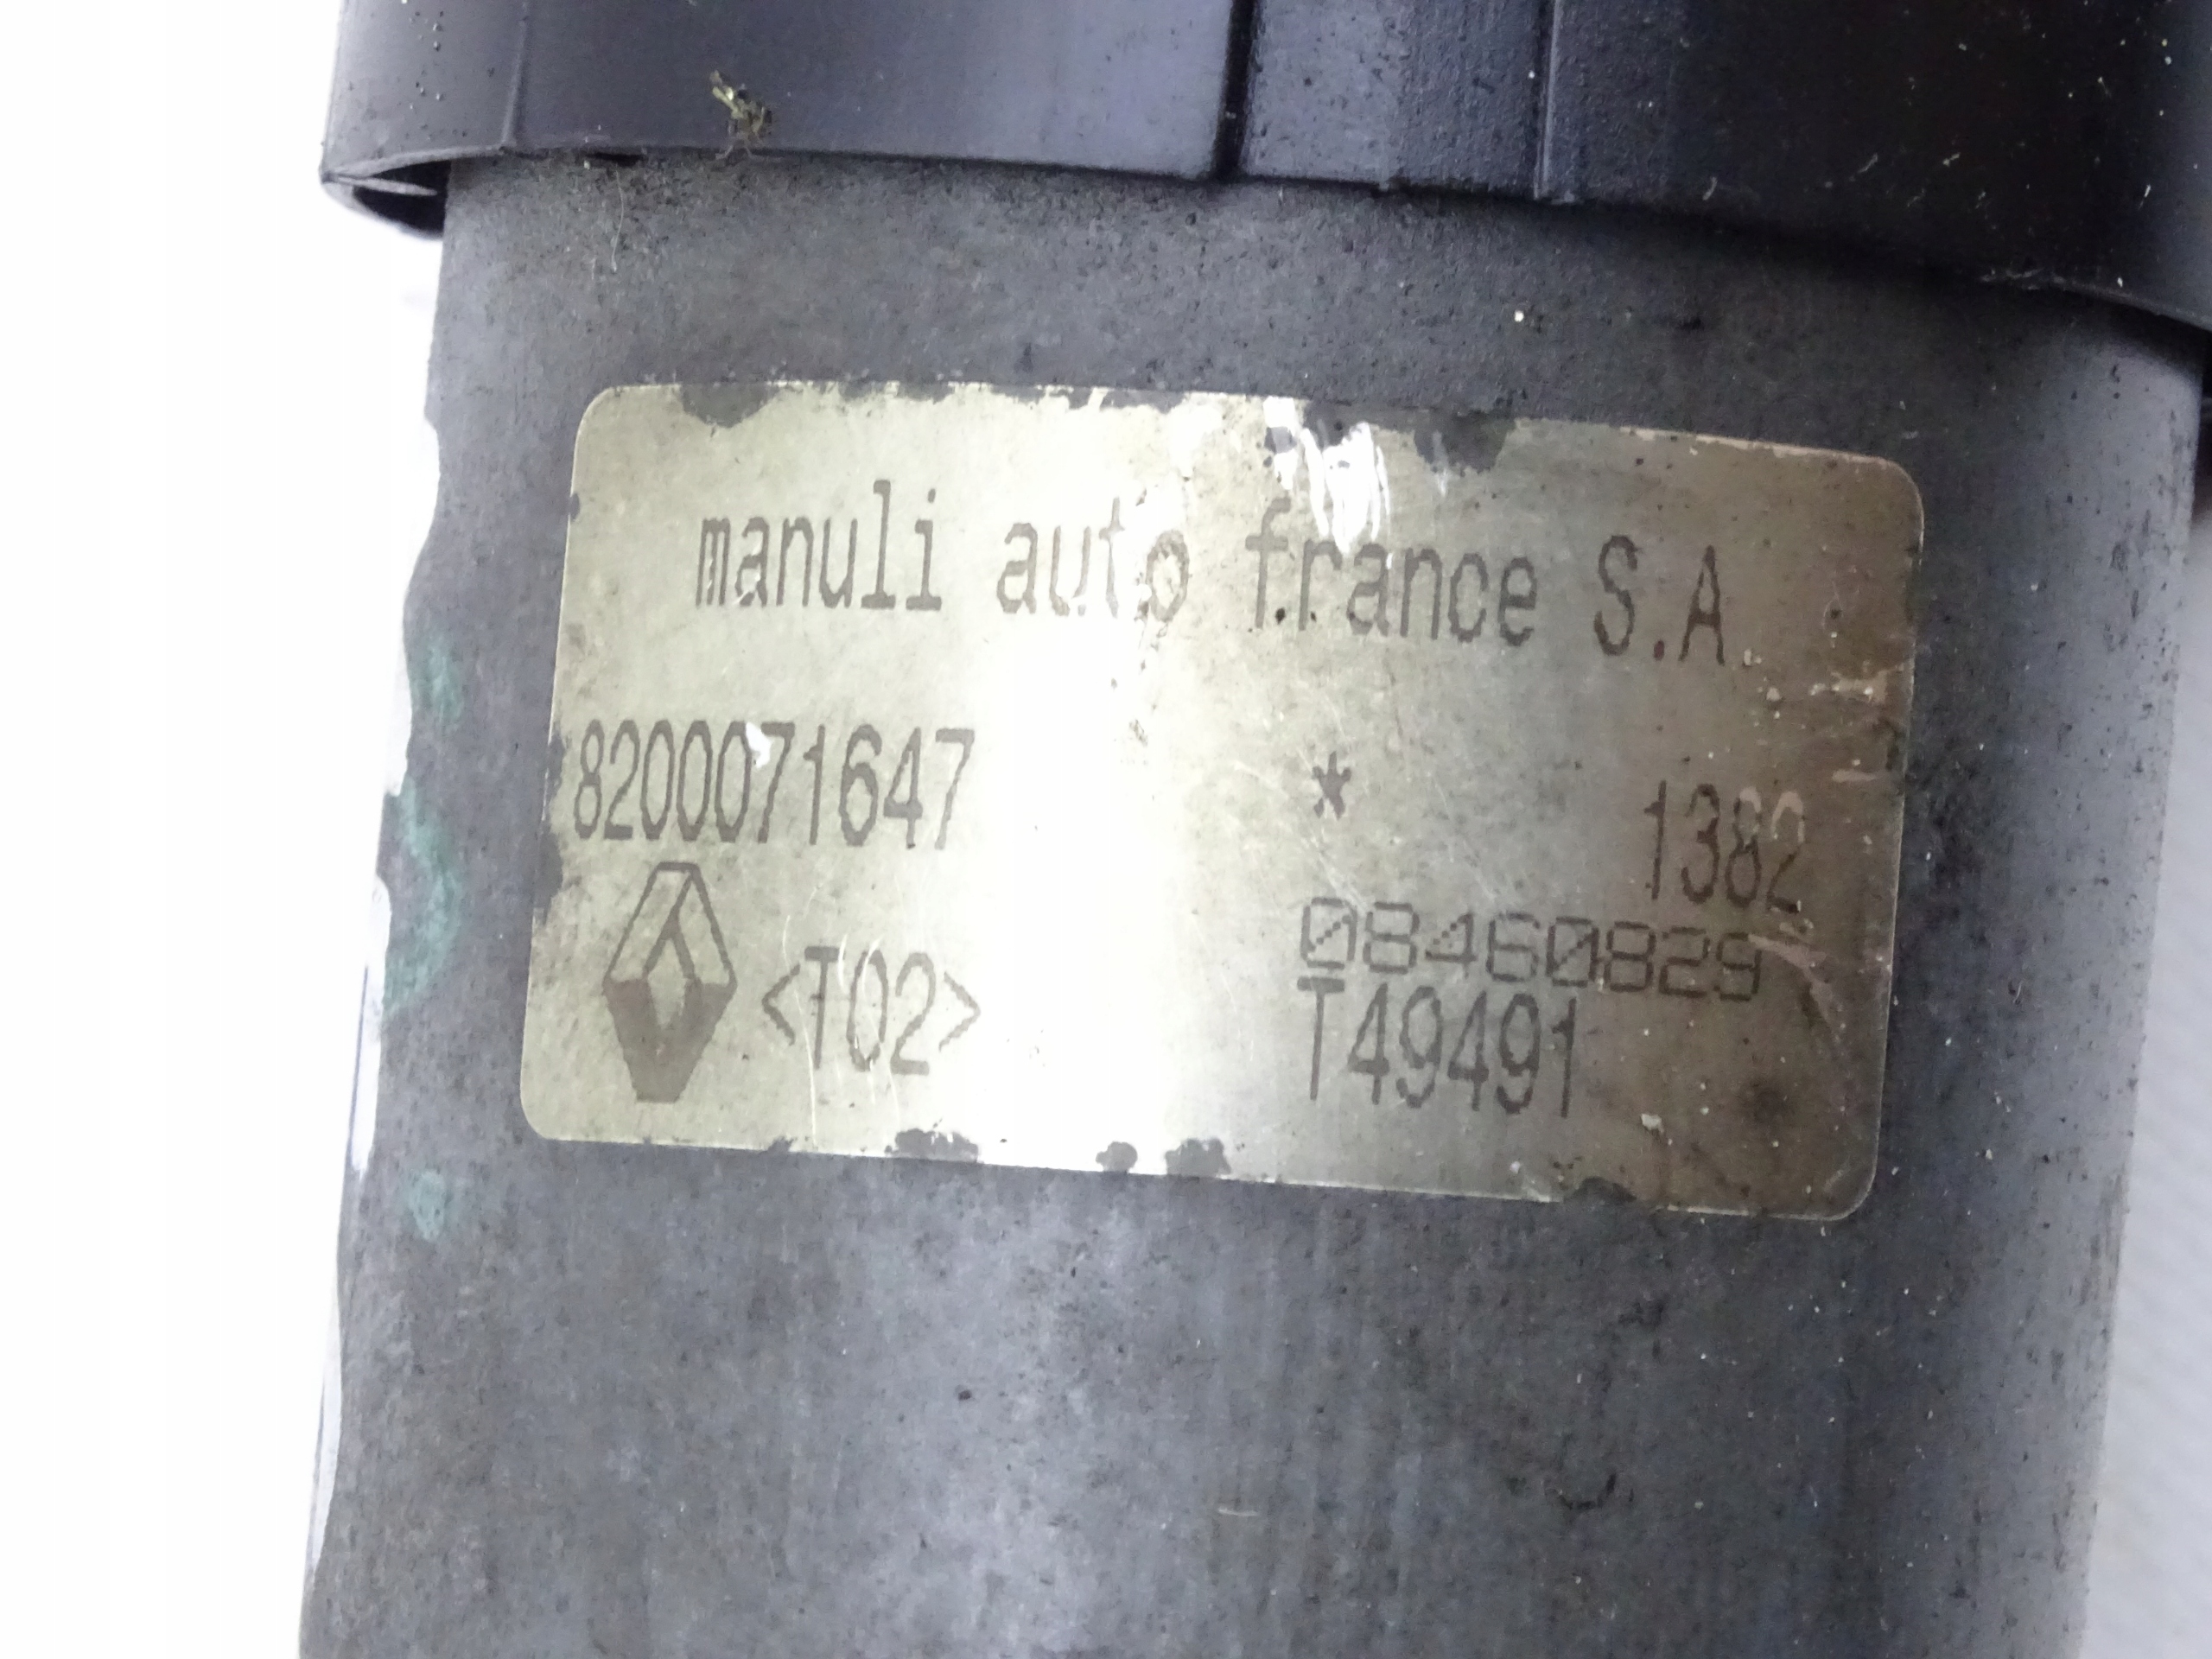 manuli auto france S.A.
8200071647 * 1382
08460829
<T02> T49491